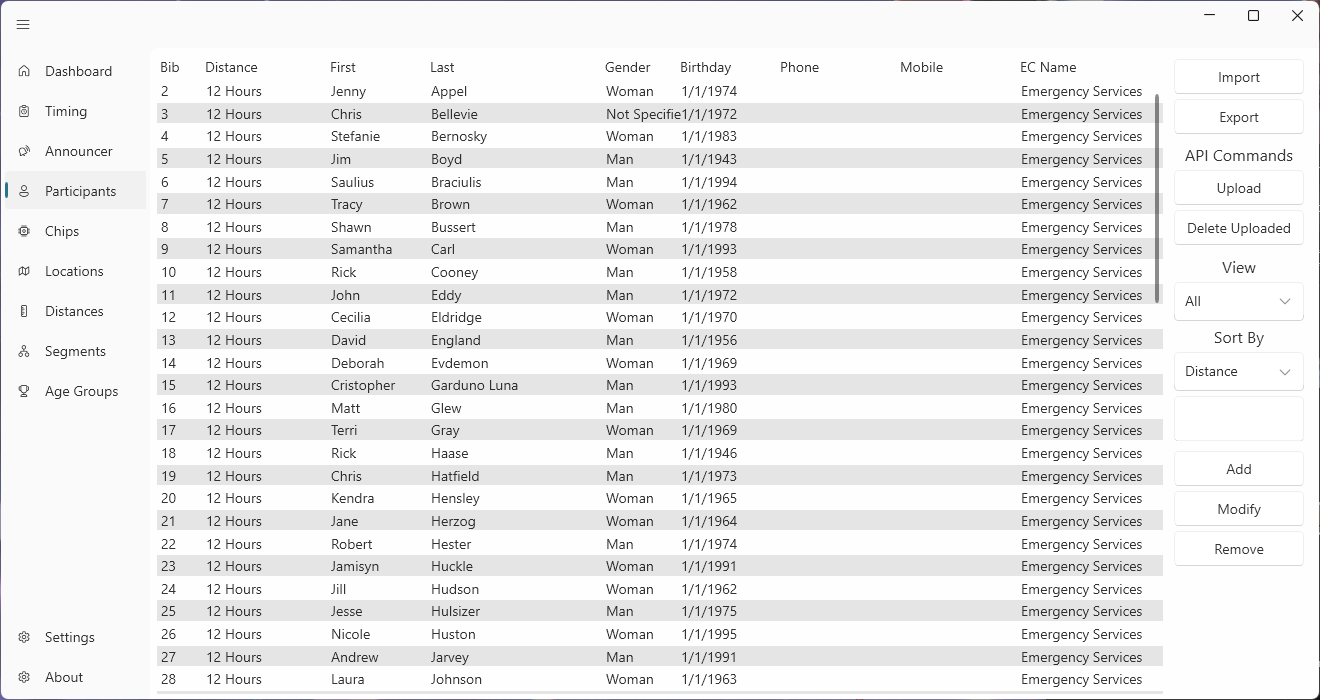 Dashboard
Timing
Announcer
Participants
Chips
Locations
Distances
Segments
Age Groups
Settings
About
Bib Distance First Last Gender Birthday Phone Mobile EC Name
2 12 Hours Jenny Appel Woman 1/1/1974 Emergency Services
3 12 Hours Chris Bellevie Not Specifie 1/1/1972 Emergency Services
4 12 Hours Stefanie Bernosky Woman 1/1/1983 Emergency Services
5 12 Hours Jim Boyd Man 1/1/1943 Emergency Services
6 12 Hours Saulius Braciulis Man 1/1/1994 Emergency Services
7 12 Hours Tracy Brown Woman 1/1/1962 Emergency Services
8 12 Hours Shawn Bussert Man 1/1/1978 Emergency Services
9 12 Hours Samantha Carl Woman 1/1/1993 Emergency Services
10 12 Hours Rick Cooney Man 1/1/1958 Emergency Services
11 12 Hours John Eddy Man 1/1/1972 Emergency Services
12 12 Hours Cecilia Eldridge Woman 1/1/1970 Emergency Services
13 12 Hours David England Man 1/1/1956 Emergency Services
14 12 Hours Deborah Evdemon Woman 1/1/1969 Emergency Services
15 12 Hours Cristopher Garduno Luna Man 1/1/1993 Emergency Services
16 12 Hours Matt Glew Man 1/1/1980 Emergency Services
17 12 Hours Terri Gray Woman 1/1/1969 Emergency Services
18 12 Hours Rick Haase Man 1/1/1946 Emergency Services
19 12 Hours Chris Hatfield Man 1/1/1973 Emergency Services
20 12 Hours Kendra Hensley Woman 1/1/1965 Emergency Services
21 12 Hours Jane Herzog Woman 1/1/1964 Emergency Services
22 12 Hours Robert Hester Man 1/1/1974 Emergency Services
23 12 Hours Jamisyn Huckle Woman 1/1/1991 Emergency Services
24 12 Hours Jill Hudson Woman 1/1/1962 Emergency Services
25 12 Hours Jesse Hulsizer Man 1/1/1975 Emergency Services
26 12 Hours Nicole Huston Woman 1/1/1995 Emergency Services
27 12 Hours Andrew Jarvey Man 1/1/1991 Emergency Services
28 12 Hours Laura Johnson Woman 1/1/1963 Emergency Services
Import
Export
API Commands
Upload
Delete Uploaded
View
All
Sort By
Distance
Add
Modify
Remove